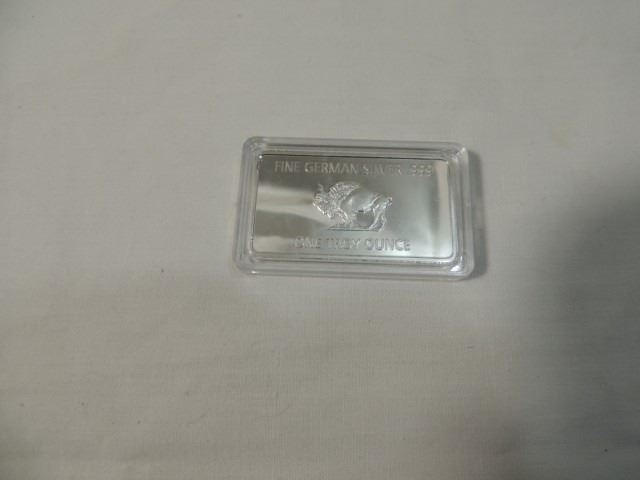 FINE GERMAN SILVER 999
ONE TROY OUNCE